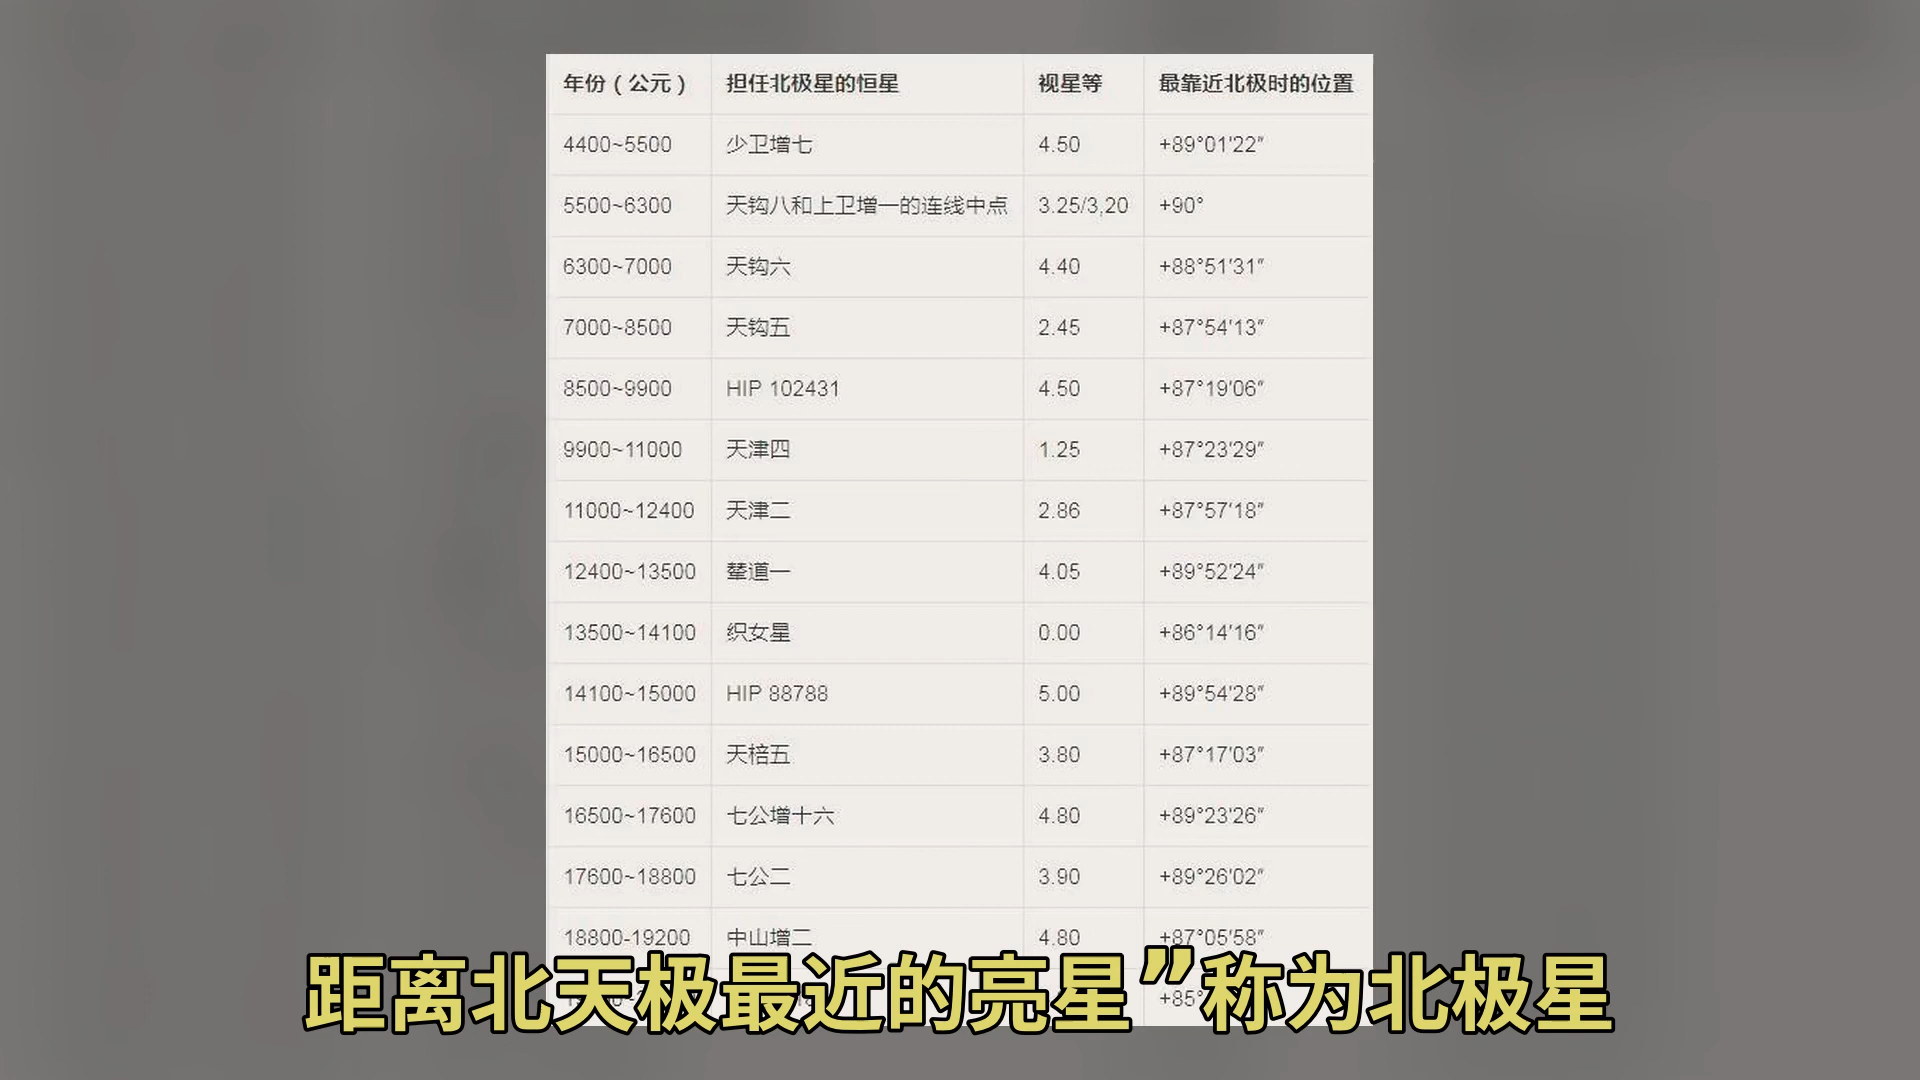 年份（公元） 担任北极星的恒星 视星等 最靠近北极时的位置
4400~5500 少卫增七 4.50 +89°01′22″
5500~6300 天钩八和上卫增一的连线中点 3.25/3,20 +90°
6300~7000 天钩六 4.40 +88°51′31″
7000~8500 天钩五 2.45 +87°54′13″
8500~9900 HIP 102431 4.50 +87°19′06″
9900~11000 天津四 1.25 +87°23′29″
11000~12400 天津二 2.86 +87°57′18″
12400~13500 辇道一 4.05 +89°52′24″
13500~14100 织女星 0.00 +86°14′16″
14100~15000 HIP 88788 5.00 +89°54′28″
15000~16500 天棓五 3.80 +87°17′03″
16500~17600 七公增十六 4.80 +89°23′26″
17600~18800 七公二 3.90 +89°26′02″
18800-19200 中山增二 4.80 +87°05′58″
+85°
距离北天极最近的亮星”称为北极星